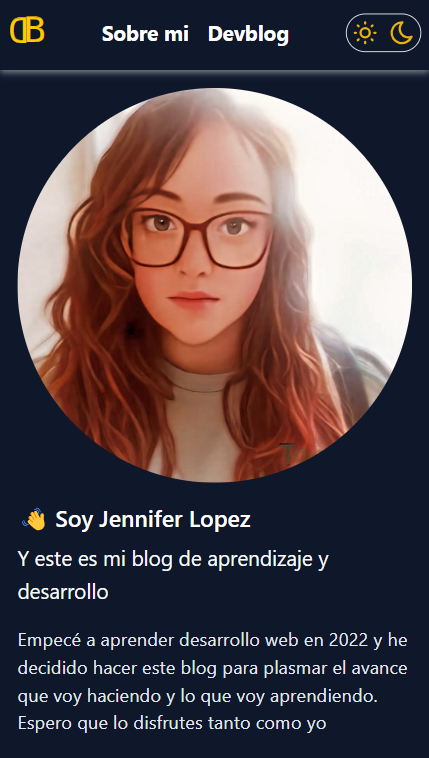 DB
Sobre mi Devblog
👋 Soy Jennifer Lopez
Y este es mi blog de aprendizaje y
desarrollo
Empecé a aprender desarrollo web en 2022 y he
decidido hacer este blog para plasmar el avance
que voy haciendo y lo que voy aprendiendo.
Espero que lo disfrutes tanto como yo